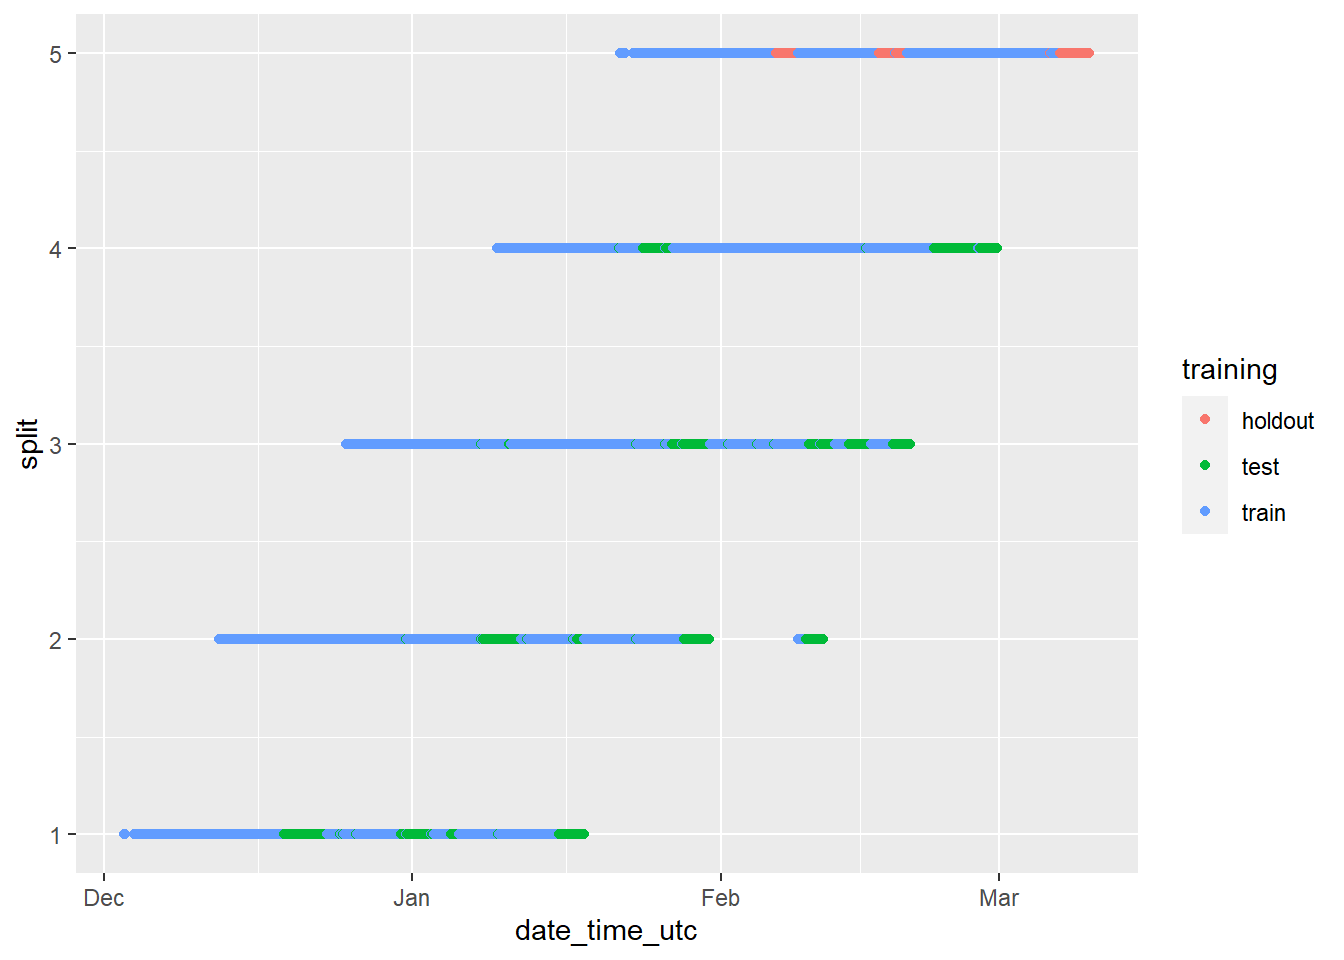 5
4
3
2
1
split
Dec
Jan
Feb
Mar
date_time_utc
training
holdout
test
train